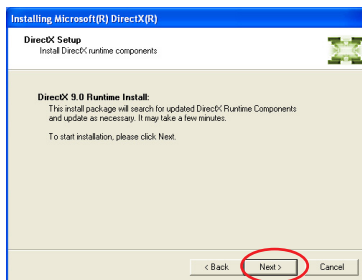 Installing Microsoft(R) DirectX(R)
DirectX Setup
Install DirectX runtime components
DirectX 9.0 Runtime Install:
This install package will search for updated DirectX Runtime Components
and update as necessary. It may take a few minutes.
To start installation, please click Next.
< Back
Next >
Cancel